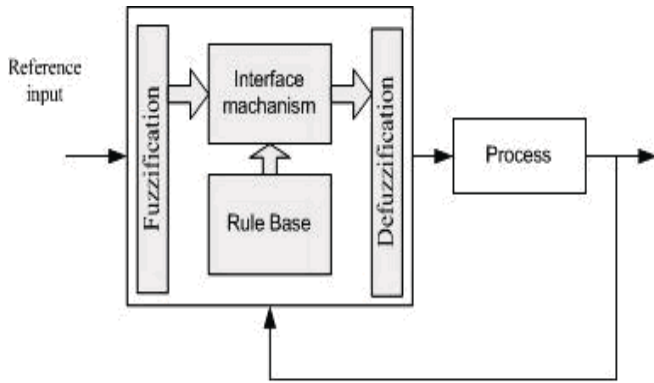 Reference
input
Fuzzification
Interface
machanism
Rule Base
Defuzzification
Process